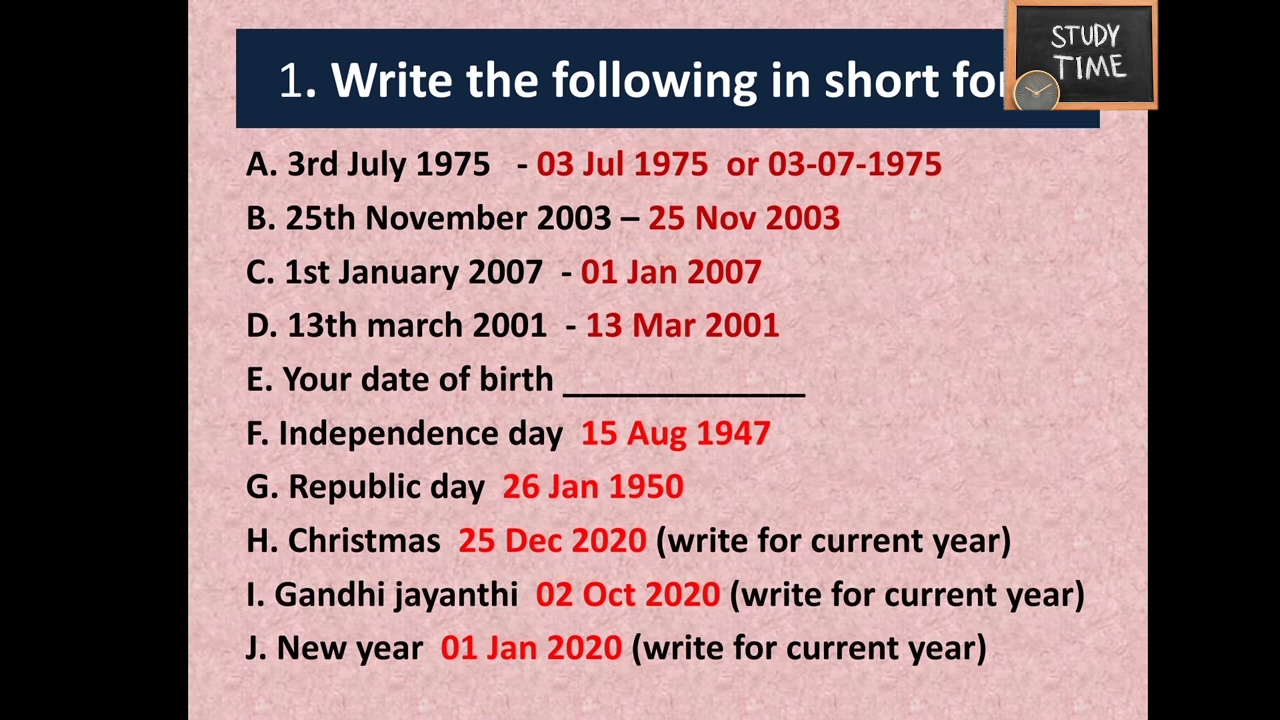 1. Write the following in short for
STUDY
TIME
A. 3rd July 1975 - 03 Jul 1975 or 03-07-1975
B. 25th November 2003 – 25 Nov 2003
C. 1st January 2007 - 01 Jan 2007
D. 13th march 2001 - 13 Mar 2001
E. Your date of birth _____________
F. Independence day 15 Aug 1947
G. Republic day 26 Jan 1950
H. Christmas 25 Dec 2020 (write for current year)
I. Gandhi jayanthi 02 Oct 2020 (write for current year)
J. New year 01 Jan 2020 (write for current year)